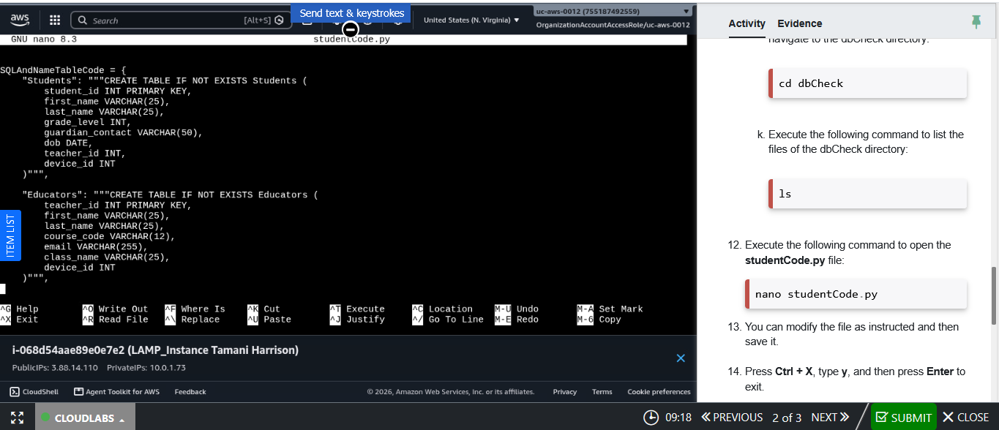 aws
Search [Alt+S]
Send text & keystrokes
United States (N. Virginia) ▼
uc-aws-0012 (755187492559) ▼
OrganizationAccountAccessRole/uc-aws-0012
GNU nano 8.3 studentCode.py
SQLAndNameTableCode = {
"Students": """CREATE TABLE IF NOT EXISTS Students (
student_id INT PRIMARY KEY,
first_name VARCHAR(25),
last_name VARCHAR(25),
grade_level INT,
guardian_contact VARCHAR(50),
dob DATE,
teacher_id INT,
device_id INT
)""",
"Educators": """CREATE TABLE IF NOT EXISTS Educators (
teacher_id INT PRIMARY KEY,
first_name VARCHAR(25),
last_name VARCHAR(25),
course_code VARCHAR(12),
email VARCHAR(255),
class_name VARCHAR(25),
device_id INT
)""",
ITEM LIST
^G Help ^O Write Out ^F Where Is ^K Cut ^T Execute ^C Location M-U Undo M-A Set Mark
^X Exit ^R Read File ^\ Replace ^U Paste ^J Justify ^/ Go To Line M-E Redo M-6 Copy
i-068d54aae89e0e7e2 (LAMP_Instance Tamani Harrison)
PublicIPs: 3.88.14.110 PrivateIPs: 10.0.1.73
CloudShell Agent Toolkit for AWS Feedback © 2026, Amazon Web Services, Inc. or its affiliates. Privacy Terms Cookie preferences
Activity Evidence
navigate to the dbCheck directory:
cd dbCheck
k. Execute the following command to list the
files of the dbCheck directory:
ls
12. Execute the following command to open the
studentCode.py file:
nano studentCode.py
13. You can modify the file as instructed and then
save it.
14. Press Ctrl + X, type y, and then press Enter to
exit.
CLOUDLABS 09:18 PREVIOUS 2 of 3 NEXT SUBMIT CLOSE